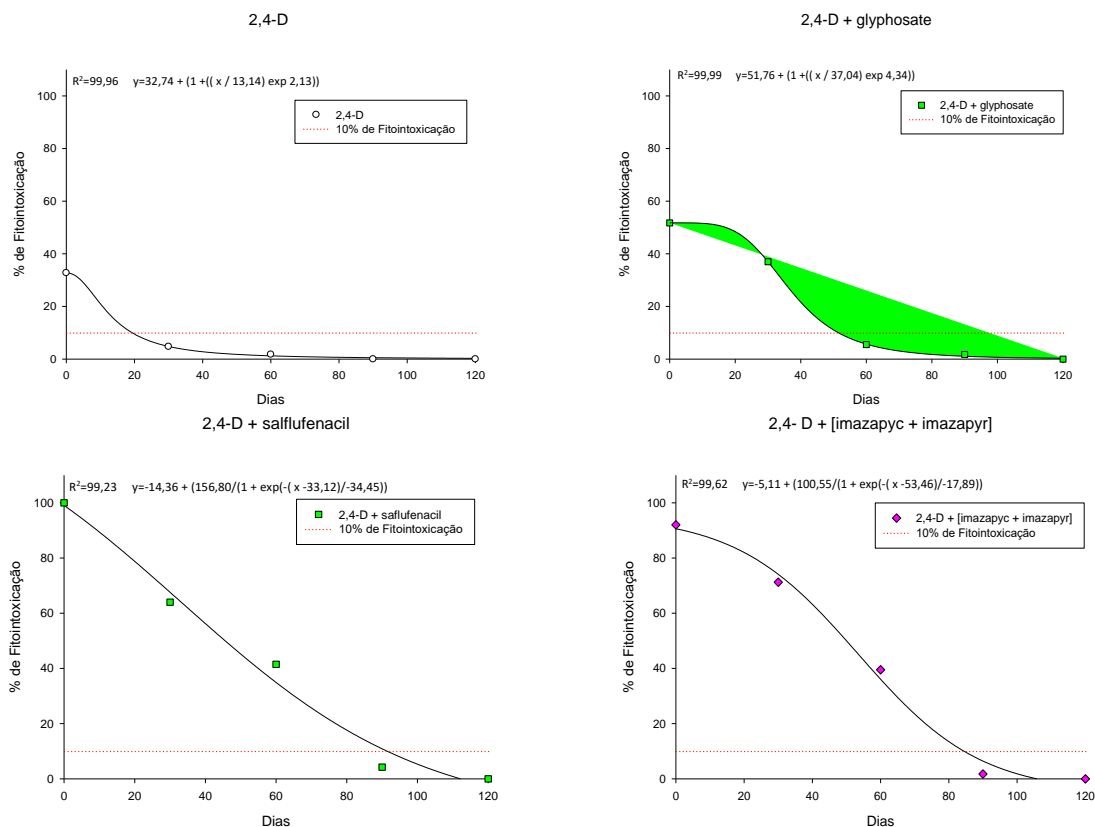 2,4-D
R²=99,96 y=32,74 + (1 +(( x / 13,14) exp 2,13))
2,4-D
10% de Fitointoxicação
% de Fitointoxicação
100
80
60
40
20
0
0 20 40 60 80 100 120
Dias
2,4-D + glyphosate
R²=99,99 y=51,76 + (1 +(( x / 37,04) exp 4,34))
2,4-D + glyphosate
10% de Fitointoxicação
% de Fitointoxicação
100
80
60
40
20
0
0 20 40 60 80 100 120
Dias
2,4-D + salflufenacil
R²=99,23 y=-14,36 + (156,80/(1 + exp(-( x -33,12)/-34,45))
2,4-D + saflufenacil
10% de Fitointoxicação
% de Fitointoxicação
100
80
60
40
20
0
0 20 40 60 80 100 120
Dias
2,4- D + [imazapyc + imazapyr]
R²=99,62 y=-5,11 + (100,55/(1 + exp(-( x -53,46)/-17,89))
2,4-D + [imazapyc + imazapyr]
10% de Fitointoxicação
% de Fitointoxicação
100
80
60
40
20
0
0 20 40 60 80 100 120
Dias